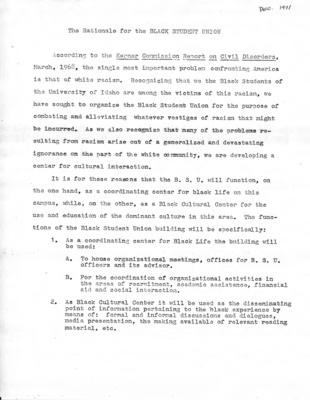 Dec. 1971
The Rationale for the BLACK STUDENT UNION
According to the Kerner Commission Report on Civil Disorders,
March, 1968, the single most important problem confronting America
is that of white racism. Recognizing that we the Black Students of
the University of Idaho are among the victims of this racism, we
have sought to organize the Black Student Union for the purpose of
combating and alleviating whatever vestiges of racism that might
be incurred. As we also recognize that many of the problems re-
sulting from racism arise out of a generalized and devastating
ignorance on the part of the white community, we are developing a
center for cultural interaction.
It is for these reasons that the B. S. U. will function, on
the one hand, as a coordinating center for black life on this
campus, while, on the other, as a Black Cultural Center for the
use and education of the dominant culture in this area. The func-
tions of the Black Student Union building will be specifically:
1. As a coordinating center for Black Life the building will
be used:
A. To house organizational meetings, offices for B. S. U.
officers and its advisor.
B. For the coordination of organizational activities in
the areas of recruitment, academic assistance, financial
aid and social interaction.
2. As Black Cultural Center it will be used as the disseminating
point of information pertaining to the black experience by
means of: formal and informal discussions and dialogues,
media presentation, the making available of relevant reading
material, etc.